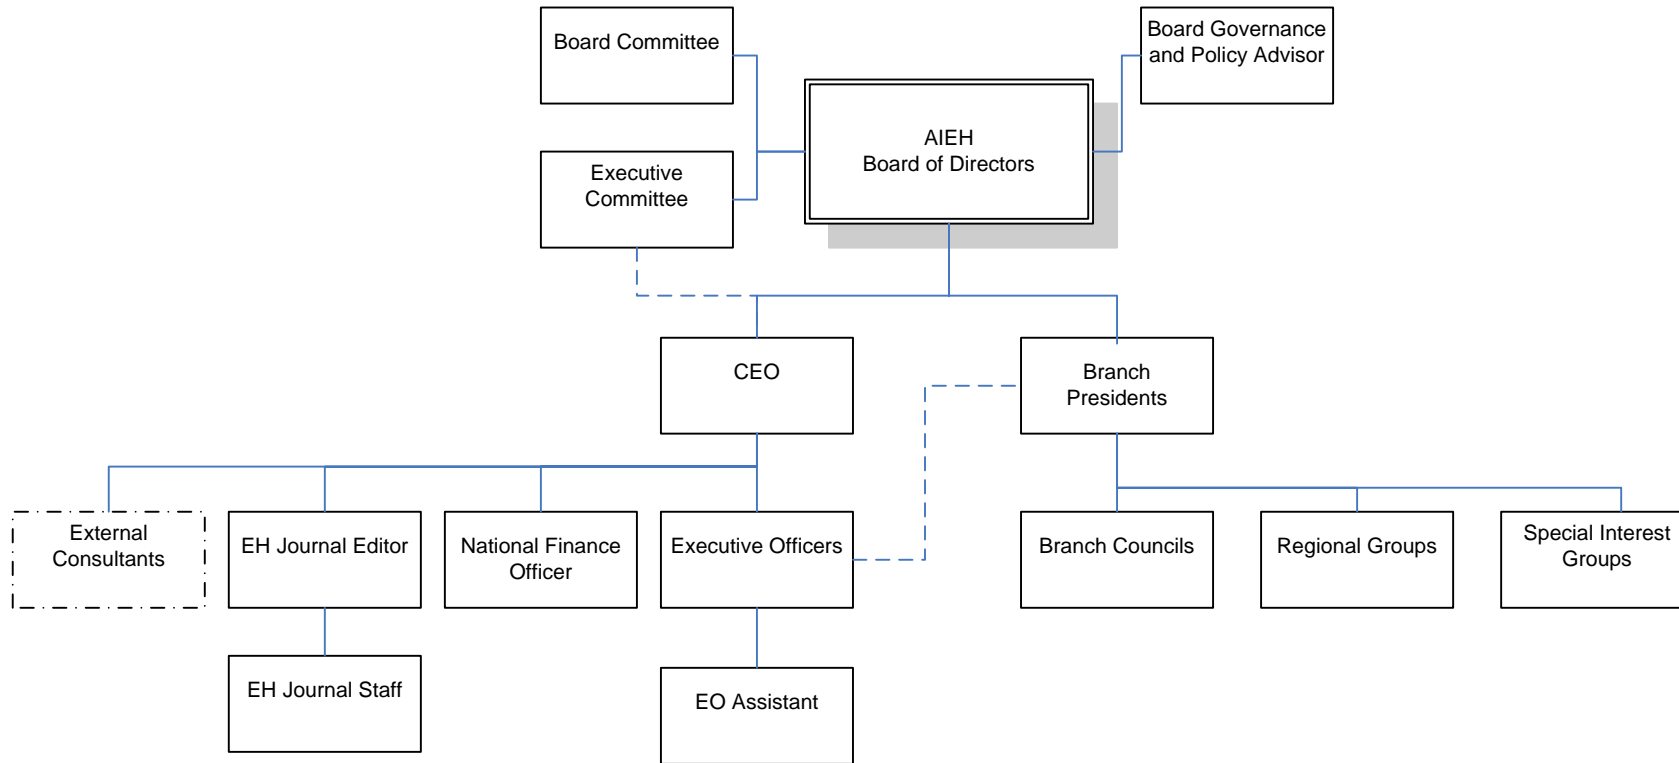 Board Committee
Board Governance
and Policy Advisor
AIEH
Board of Directors
Executive
Committee
CEO
Branch
Presidents
External
Consultants
EH Journal Editor
National Finance
Officer
Executive Officers
Branch Councils
Regional Groups
Special Interest
Groups
EH Journal Staff
EO Assistant